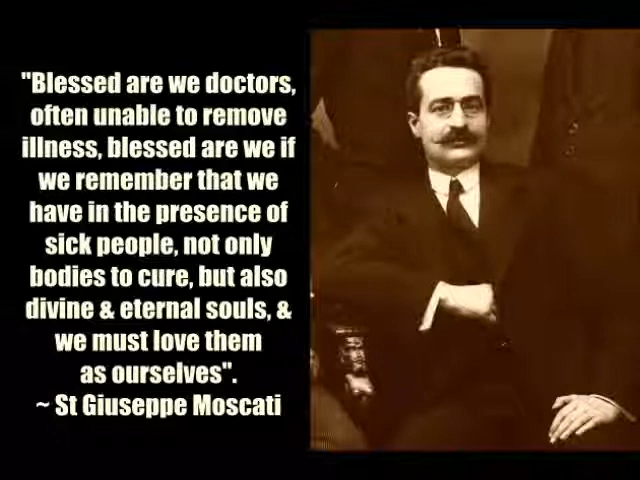 "Blessed are we doctors,
often unable to remove
illness, blessed are we if
we remember that we
have in the presence of
sick people, not only
bodies to cure, but also
divine & eternal souls, &
we must love them
as ourselves".
~ St Giuseppe Moscati